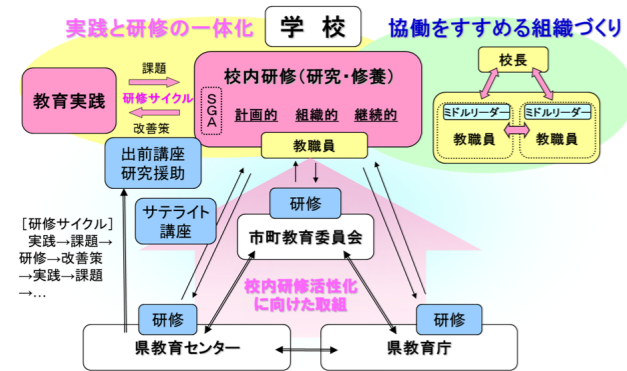 実践と研修の一体化
学　校
協働をすすめる組織づくり
教育実践
課題
研修サイクル
改善策
校内研修（研究・修養）
SGA
計画的　組織的　継続的
教職員
校長
ミドルリーダー
教職員
ミドルリーダー
教職員
出前講座
研究援助
サテライト
講座
研修
市町教育委員会
［研修サイクル］
実践→課題→
研修→改善策
→実践→課題
→…
校内研修活性化
に向けた取組
研修
県教育センター
研修
県教育庁